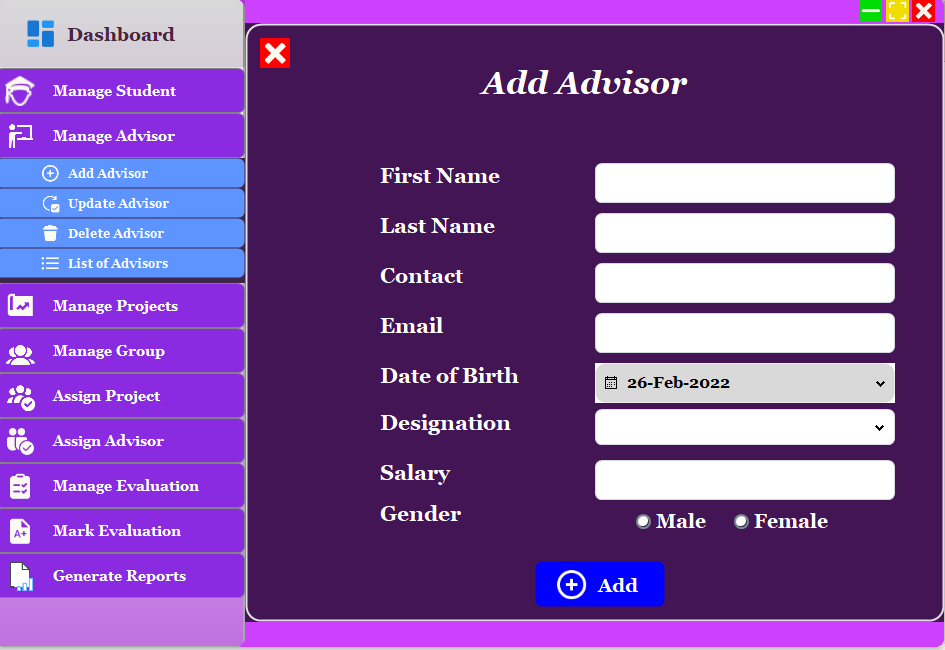 Dashboard
Manage Student
Manage Advisor
Add Advisor
Update Advisor
Delete Advisor
List of Advisors
Manage Projects
Manage Group
Assign Project
Assign Advisor
Manage Evaluation
A+
Mark Evaluation
Generate Reports
Add Advisor
First Name
Last Name
Contact
Email
Date of Birth
26-Feb-2022
Designation
Salary
Gender
Male
Female
Add